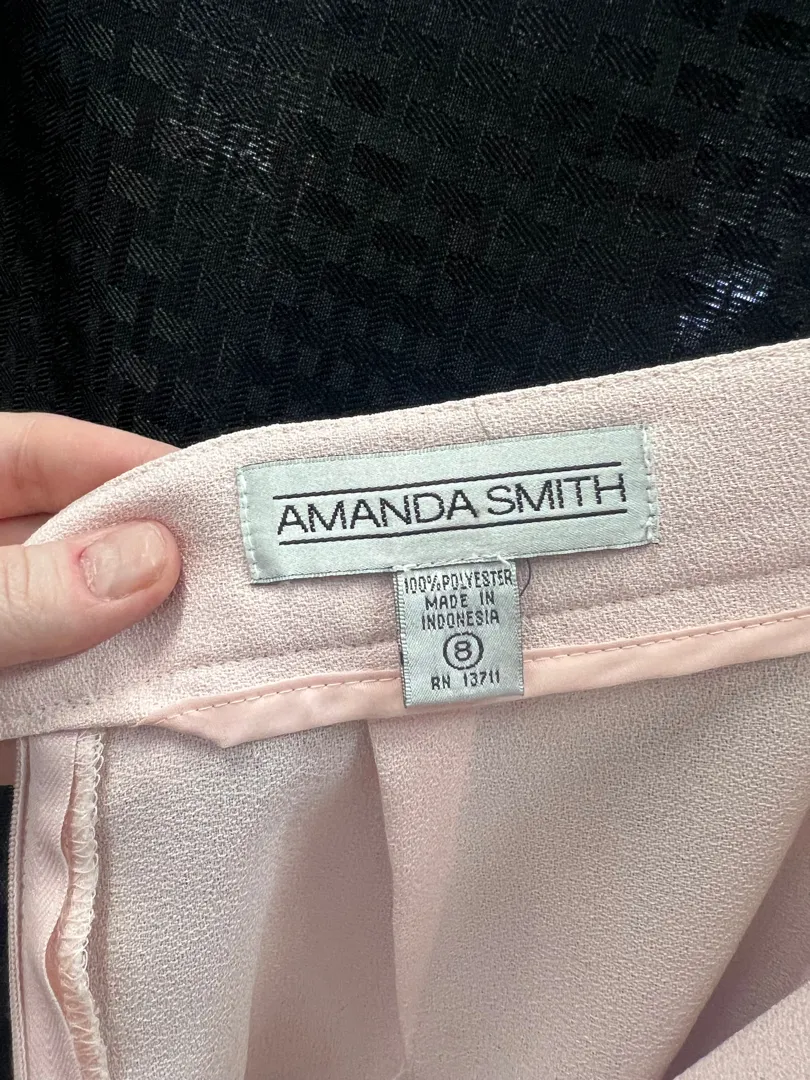 AMANDA SMITH
100% POLYESTER
MADE IN
INDONESIA
8
RN 13711